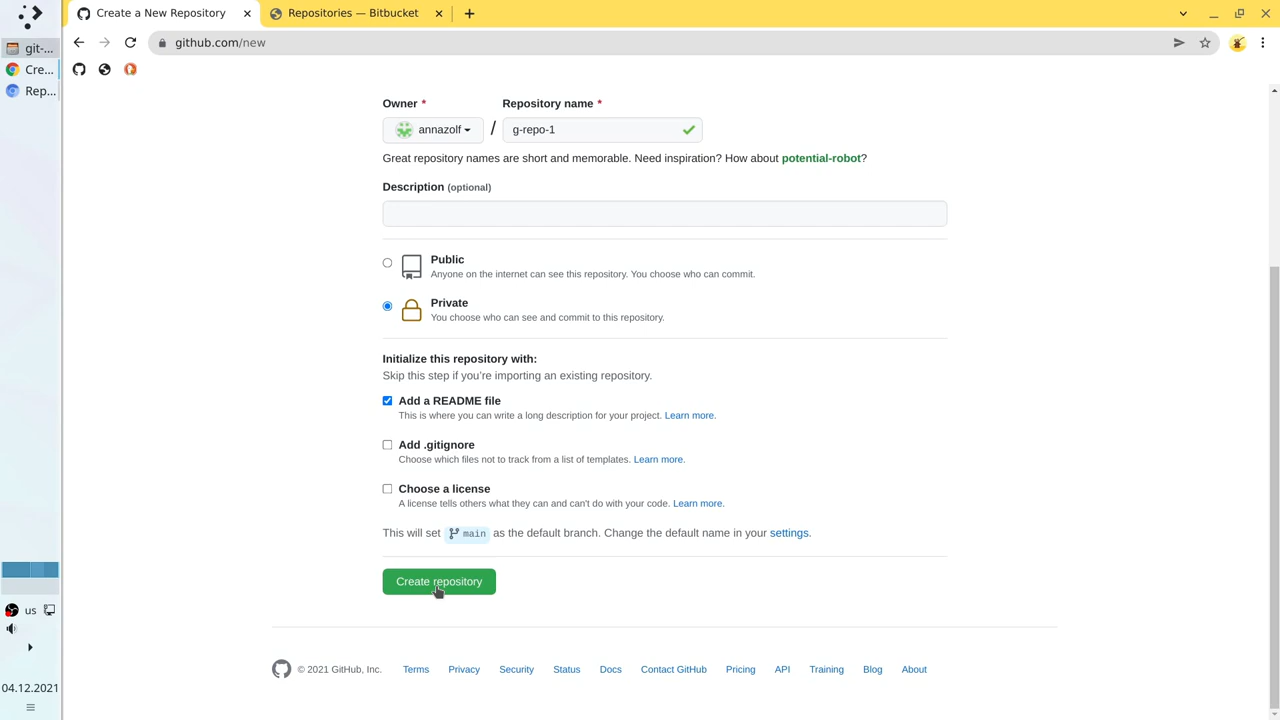 Create a New Repository
Repositories — Bitbucket
git-...
Cre...
Rep...
github.com/new
Owner *
Repository name *
annazolf
/
g-repo-1
Great repository names are short and memorable. Need inspiration? How about potential-robot?
Description (optional)
Public
Anyone on the internet can see this repository. You choose who can commit.
Private
You choose who can see and commit to this repository.
Initialize this repository with:
Skip this step if you're importing an existing repository.
Add a README file
This is where you can write a long description for your project. Learn more.
Add .gitignore
Choose which files not to track from a list of templates. Learn more.
Choose a license
A license tells others what they can and can't do with your code. Learn more.
This will set main as the default branch. Change the default name in your settings.
Create repository
us
04.12.2021
© 2021 GitHub, Inc.
Terms
Privacy
Security
Status
Docs
Contact GitHub
Pricing
API
Training
Blog
About